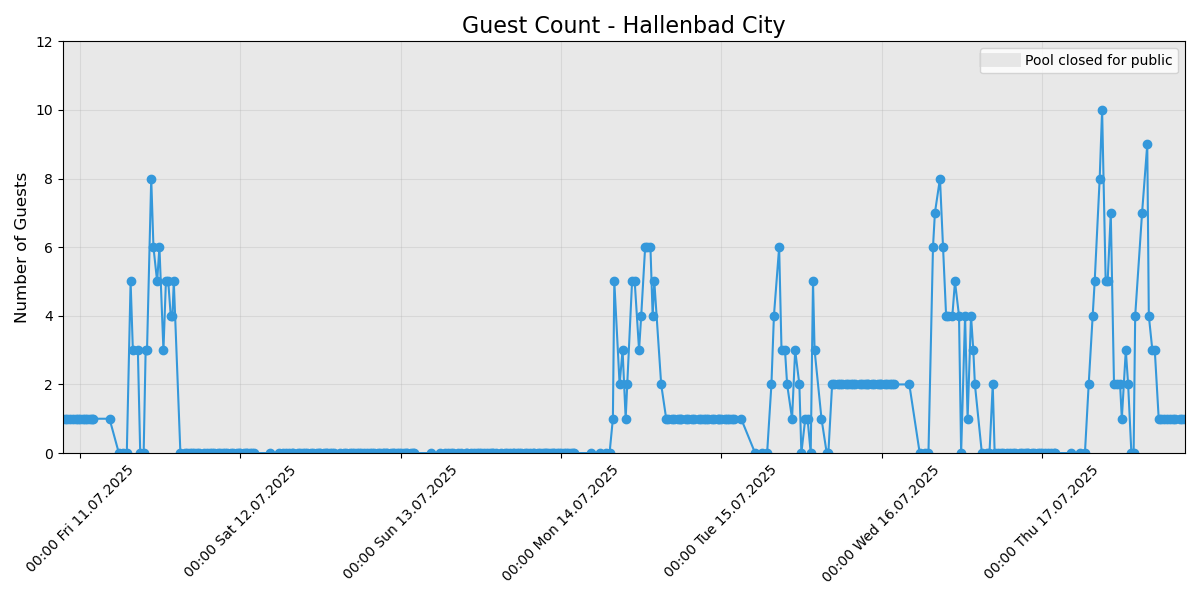 Guest Count - Hallenbad City
Pool closed for public
Number of Guests
12
10
8
6
4
2
0
00:00 Fri 11.07.2025
00:00 Sat 12.07.2025
00:00 Sun 13.07.2025
00:00 Mon 14.07.2025
00:00 Tue 15.07.2025
00:00 Wed 16.07.2025
00:00 Thu 17.07.2025